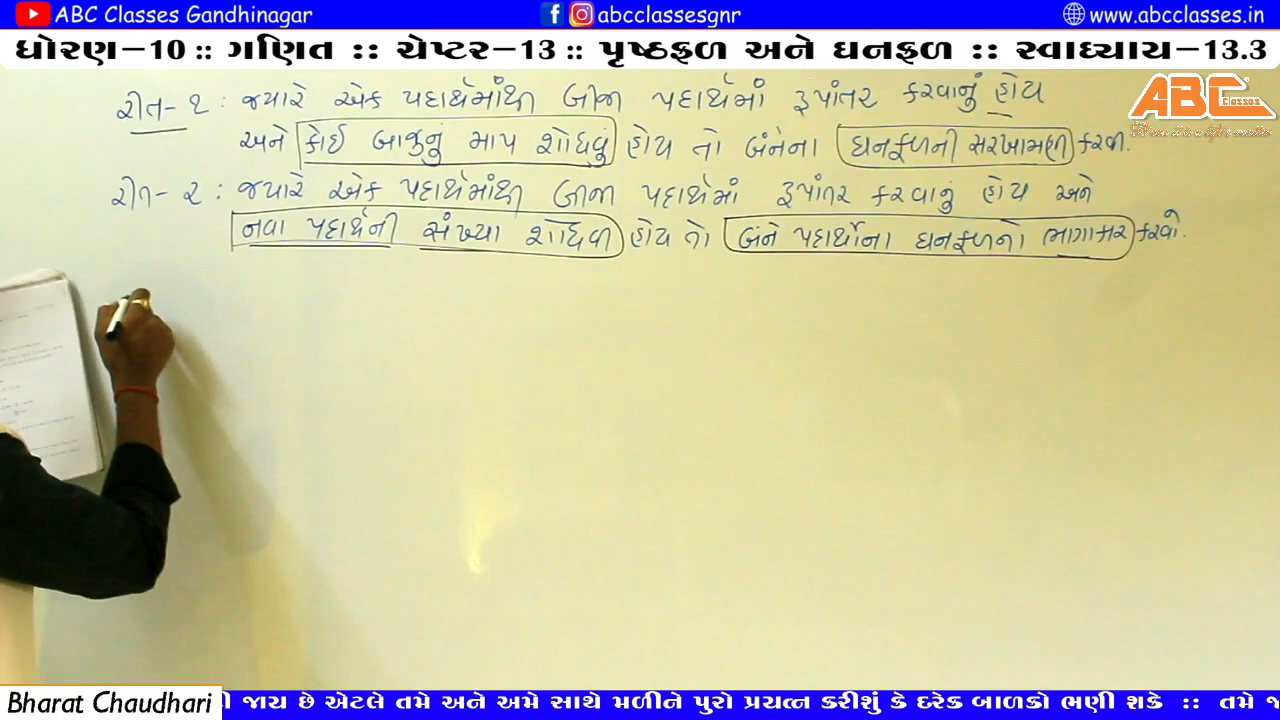 ABC Classes Gandhinagar
abcclassesgnr
www.abcclasses.in
ધોરણ-10 :: ગણિત :: ચેપ્ટર-13 :: પૃષ્ઠફળ અને ઘનફળ :: સ્વાધ્યાય-13.3
ABC Classes
રીત-૧ : જ્યારે એક પદાર્થમાંથી બીજા પદાર્થમાં રૂપાંતર કરવાનું હોય
અને કોઈ બાજુનું માપ શોધવું હોય તો બંનેના ઘનફળની સરખામણી કરવી.
રીત-૨ : જ્યારે એક પદાર્થમાંથી બીજા પદાર્થમાં રૂપાંતર કરવાનું હોય અને
નવા પદાર્થની સંખ્યા શોધવી હોય તો બંને પદાર્થોના ઘનફળનો ભાગાકાર કરવો.
Bharat Chaudhari
જાય છે એટલે તમે અને અમે સાથે મળીને પુરો પ્રયત્ન કરીશું કે દરેક બાળકો ભણી શકે :: તમે